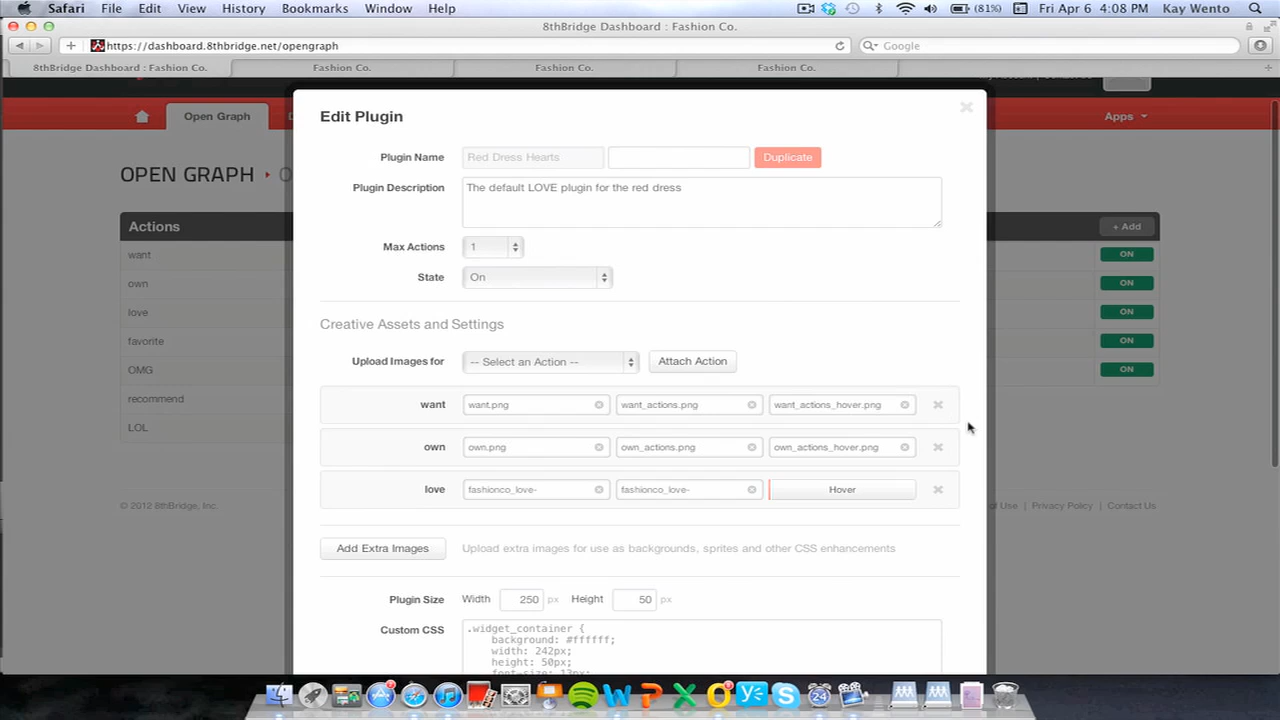 Safari File Edit View History Bookmarks Window Help (81%) Fri Apr 6 4:08 PM Kay Wento
8thBridge Dashboard : Fashion Co.
https://dashboard.8thbridge.net/opengraph Google
8thBridge Dashboard : Fashion Co. Fashion Co. Fashion Co. Fashion Co.
Open Graph Apps
OPEN GRAPH
Actions + Add
want ON
own ON
love ON
favorite ON
OMG ON
recommend
LOL
© 2012 8thBridge, Inc. of Use | Privacy Policy | Contact Us
Edit Plugin
Plugin Name Red Dress Hearts Duplicate
Plugin Description The default LOVE plugin for the red dress
Max Actions 1
State On
Creative Assets and Settings
Upload Images for -- Select an Action -- Attach Action
want want.png want_actions.png want_actions_hover.png
own own.png own_actions.png own_actions_hover.png
love fashionco_love- fashionco_love- Hover
Add Extra Images Upload extra images for use as backgrounds, sprites and other CSS enhancements
Plugin Size Width 250 px Height 50 px
Custom CSS .widget_container {
background: #ffffff;
width: 242px;
height: 50px;
font-size: 13px;